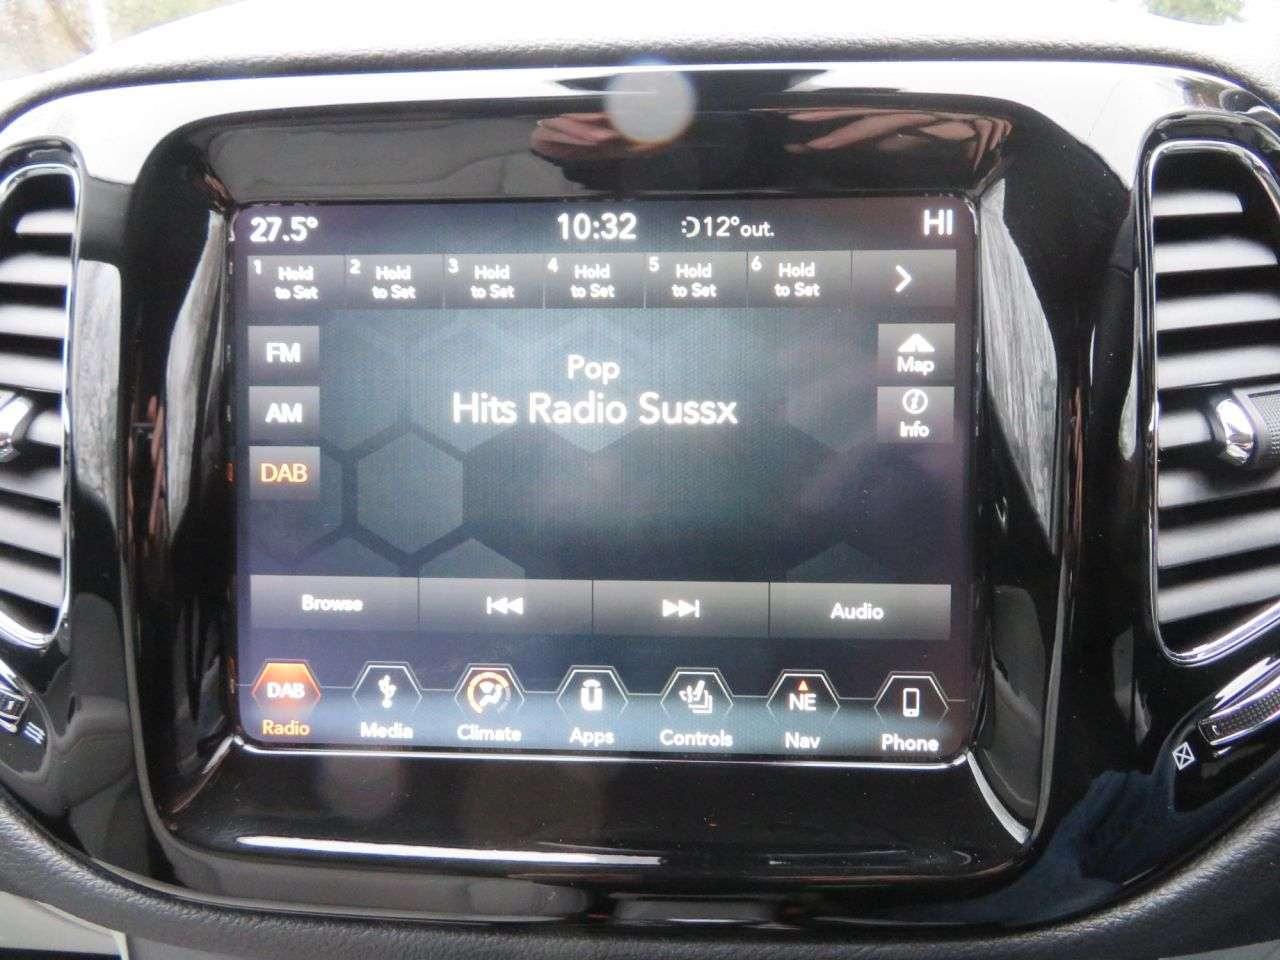 27.5° 10:32 12°out. HI
1 Hold to Set
2 Hold to Set
3 Hold to Set
4 Hold to Set
5 Hold to Set
6 Hold to Set
FM
Pop
Map
AM
Hits Radio Sussx
Info
DAB
Browse Audio
DAB NE
Radio Media Climate Apps Controls Nav Phone